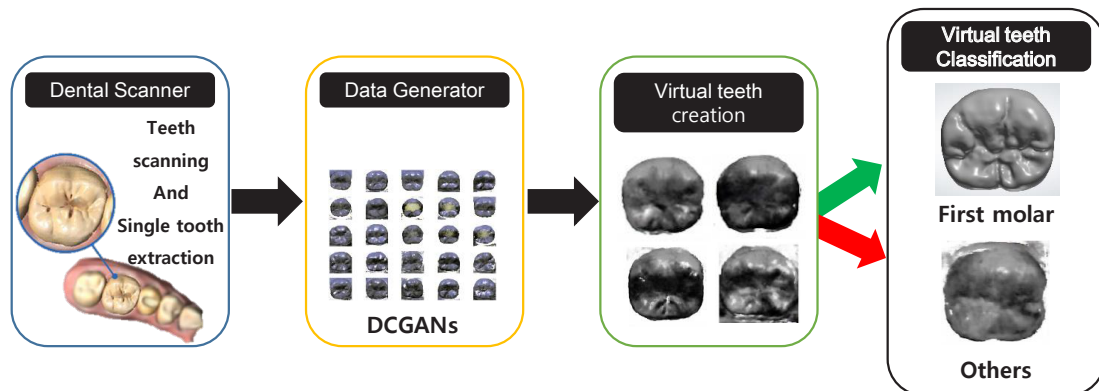 Dental Scanner
Teeth
scanning
And
Single tooth
extraction
Data Generator
DCGANs
Virtual teeth
creation
Virtual teeth
Classification
First molar
Others